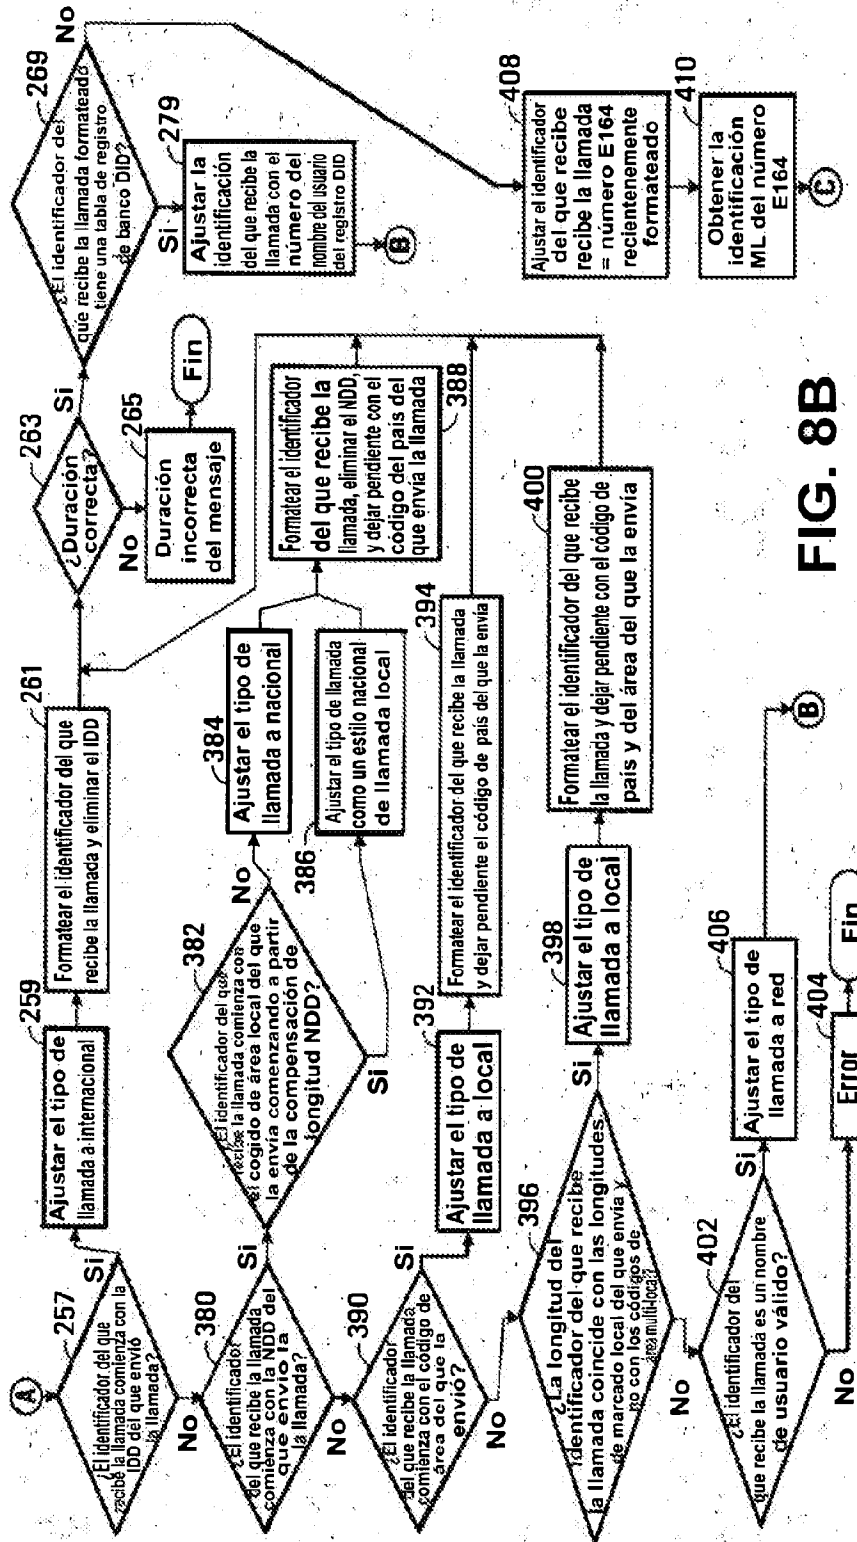 A
257
¿El identificador del que
recibe la llamada comienza con la
IDD del que envió
la llamada?
Si
No
259
Ajustar el tipo de
llamada a internacional
261
Formatear el identificador del que
recibe la llamada y eliminar el IDD
263
¿Duración
correcta?
Si
No
265
Duración
incorrecta
del mensaje
Fin
269
¿El identificador del
que recibe la llamada formateado
tiene una tabla de registro
de banco DID?
No
Si
279
Ajustar la
identificación
del que recibe la
llamada con el
número del
nombre del usuario
del registro DID
B
380
¿El identificador
del que recibe la llamada
comienza con la NDD del
que envió la
la llamada?
Si
No
382
¿El identificador del que
recibe la llamada comienza con
el cogido de área local del que
la envía comenzando a partir
de la compensación de
longitud NDD?
No
Si
384
Ajustar el tipo de
llamada a nacional
386
Ajustar el tipo de llamada
como un estilo nacional
de llamada local
388
Formatear el identificador
del que recibe la
llamada, eliminar el NDD,
y dejar pendiente con el
código del país del
que envía la llamada
390
¿El identificador
del que recibe la llamada
comienza con el código de
área del que la
envió?
Si
No
392
Ajustar el tipo de
llamada a local
394
Formatear el identificador del que recibe la llamada
y dejar pendiente el código de país del que la envía
396
¿La longitud del
identificador del que recibe
la llamada coincide con las longitudes
de marcado local del que envía y
no con los códigos de
área multi-local?
Si
No
398
Ajustar el tipo de
llamada a local
400
Formatear el identificador del que recibe
la llamada y dejar pendiente con el código de
país y del área del que la envía
402
¿El identificador del
que recibe la llamada es un nombre
de usuario válido?
Si
No
406
Ajustar el tipo de
llamada a red
B
404
Error
Fin
408
Ajustar el identificador
del que recibe
recibe la llamada
= número E164
recientenemente
formateado
410
Obtener la
identificación
ML del número
E164
C
FIG. 8B